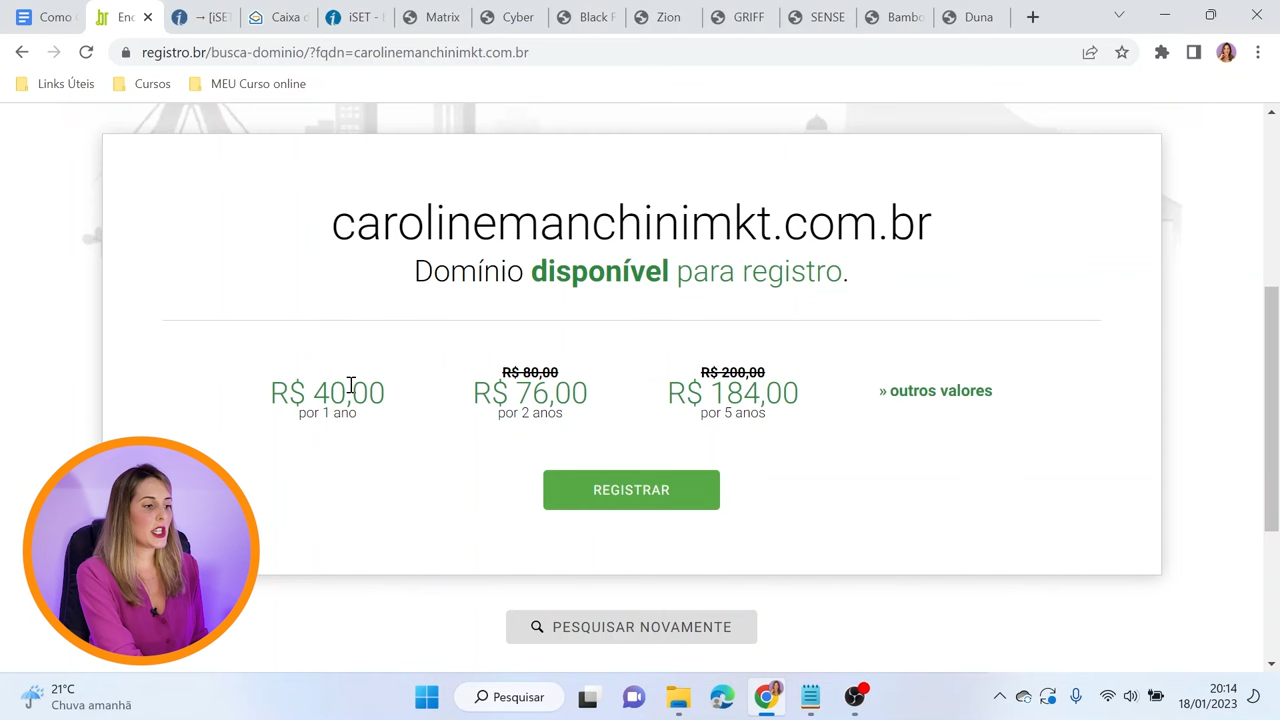 Como
Enc
→ [iSET
Caixa d
iSET - E
Matrix
Cyber
Black F
Zion
GRIFF
SENSE
Bambo
Duna
registro.br/busca-dominio/?fqdn=carolinemanchinimkt.com.br
Links Úteis
Cursos
MEU Curso online
carolinemanchinimkt.com.br
Domínio disponível para registro.
R$ 40,00
por 1 ano
R$ 80,00
R$ 76,00
por 2 anos
R$ 200,00
R$ 184,00
por 5 anos
» outros valores
REGISTRAR
PESQUISAR NOVAMENTE
21°C
Chuva amanhã
Pesquisar
20:14
18/01/2023